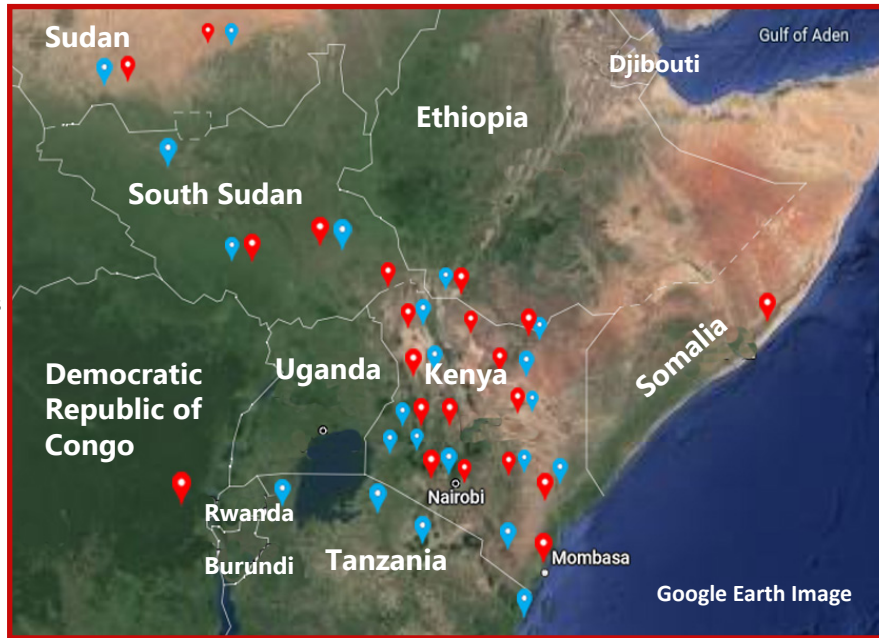 Sudan
Gulf of Aden
Djibouti
Ethiopia
South Sudan
Somalia
Uganda
Kenya
Democratic
Republic of
Congo
Nairobi
Rwanda
Burundi
Tanzania
Mombasa
Google Earth Image